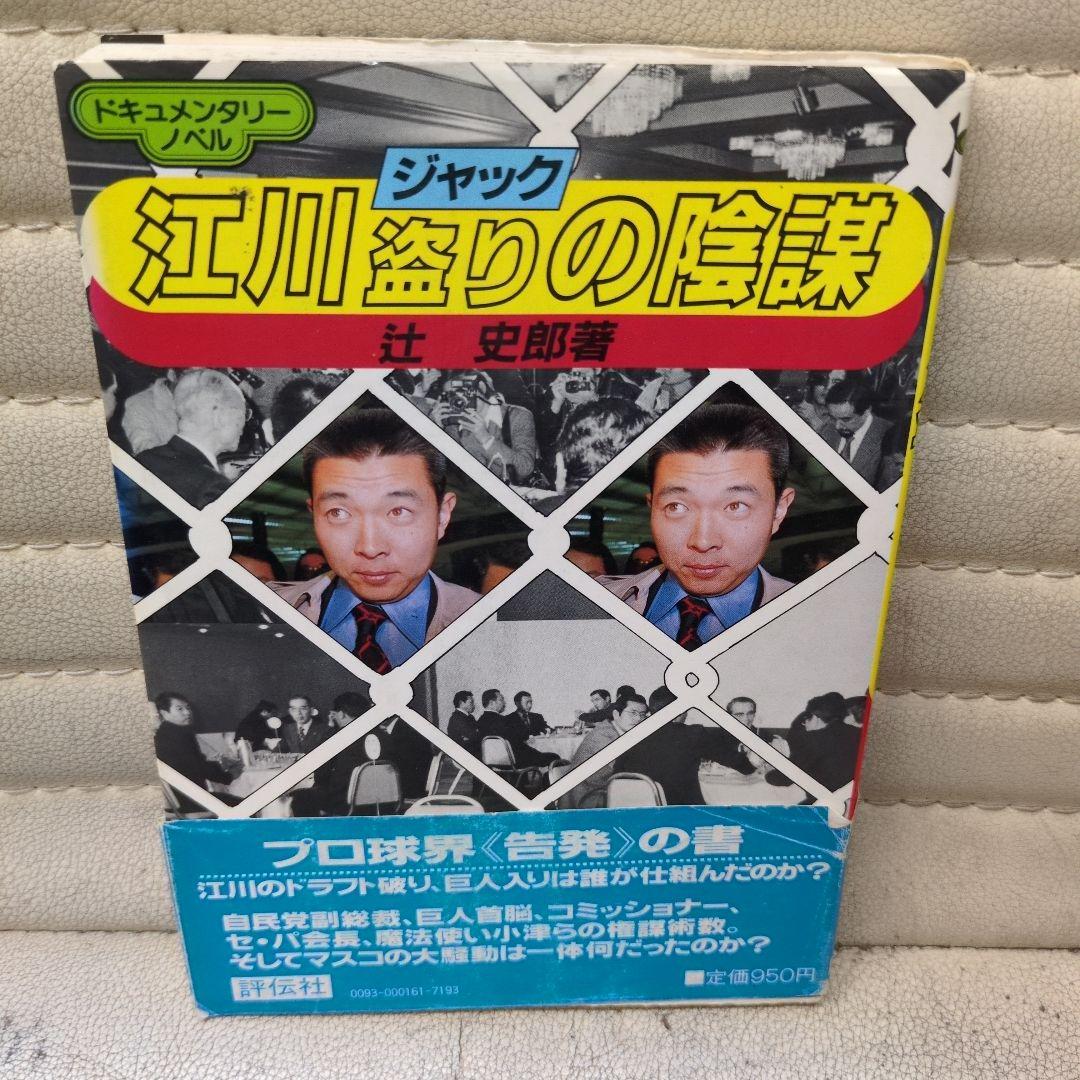 ドキュメンタリー
ノベル
ジャック
江川盗りの陰謀
辻 史郎著
プロ球界《告発》の書
江川のドラフト破り、巨人入りは誰が仕組んだのか?
自民党副総裁、巨人首脳、コミッショナー、
セ・パ会長、魔法使い小津らの権謀術数。
そしてマスコの大騒動は一体何だったのか?
評伝社
0093-000161-7193
■定価950円